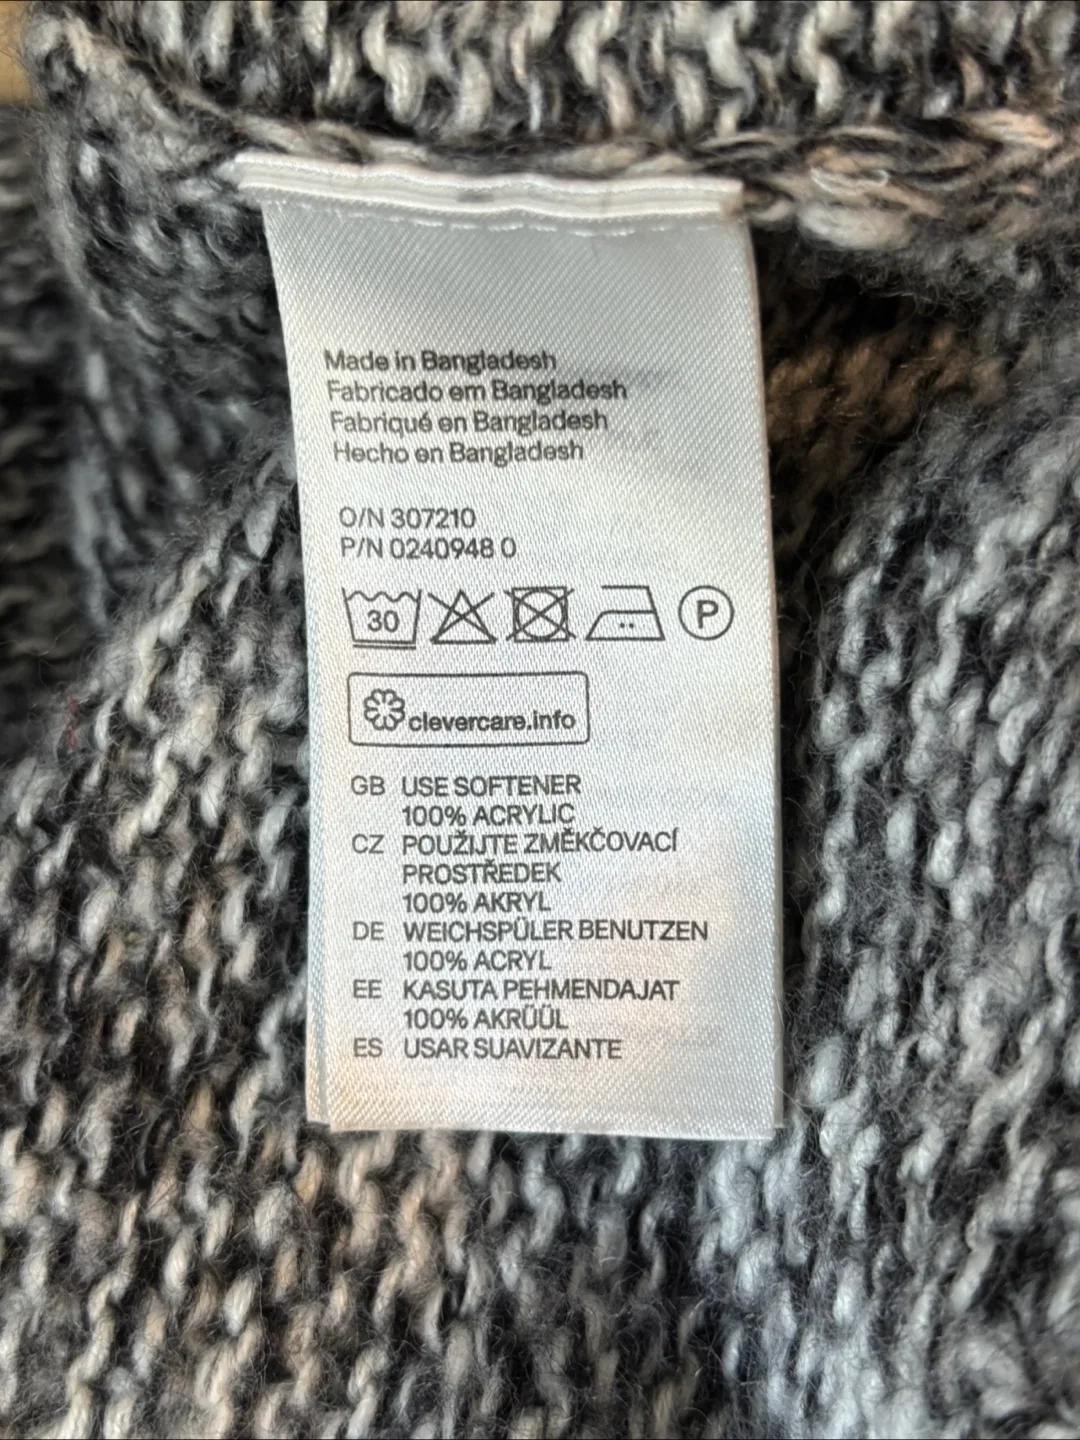 Made in Bangladesh
Fabricado em Bangladesh
Fabriqué en Bangladesh
Hecho en Bangladesh
O/N 307210
P/N 0240948 0
30 P
clevercare.info
GB USE SOFTENER
100% ACRYLIC
CZ POUŽIJTE ZMĚKČOVACÍ
PROSTŘEDEK
100% AKRYL
DE WEICHSPÜLER BENUTZEN
100% ACRYL
EE KASUTA PEHMENDAJAT
100% AKRÜÜL
ES USAR SUAVIZANTE